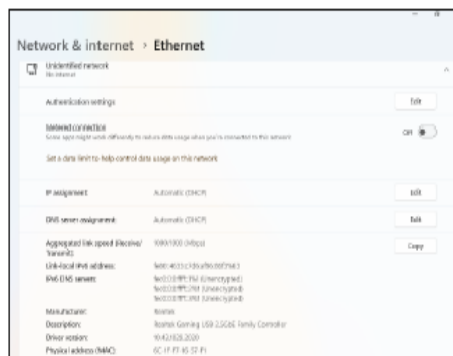 Network & internet > Ethernet
Unidentified network
No internet
Authentication settings
Edit
Metered connection
Some apps might work differently to reduce data usage when you're connected to this network
Off
Set a data limit to help control data usage on this network
IP assignment:
Automatic (DHCP)
Edit
DNS server assignment:
Automatic (DHCP)
Edit
Aggregated link speed (Receive/
Transmit):
1000/1000 (Mbps)
Copy
Link-local IPv6 address:
IPv6 DNS servers:
(Unencrypted)
(Unencrypted)
(Unencrypted)
Manufacturer:
Realtek
Description:
Realtek Gaming USB 2.5GbE Family Controller
Driver version:
Physical address (MAC):